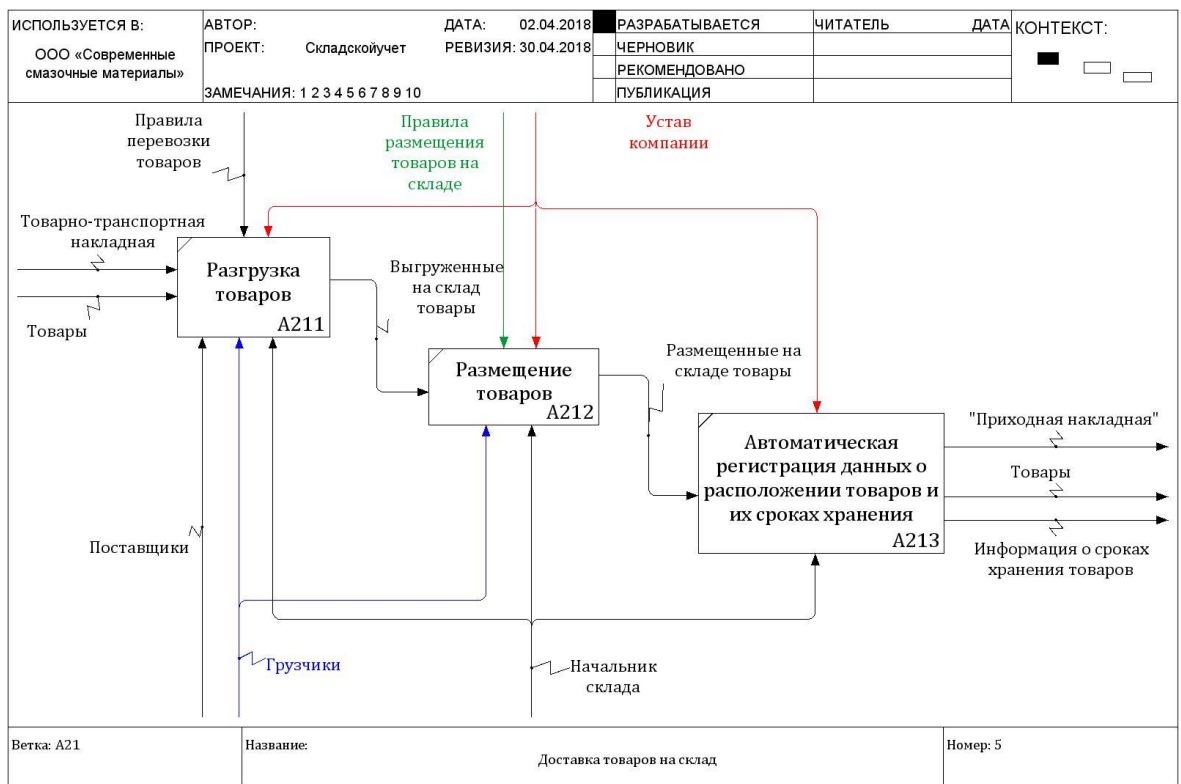 ИСПОЛЬЗУЕТСЯ В:
ООО «Современные
смазочные материалы»
АВТОР:
ДАТА: 02.04.2018
ПРОЕКТ: Складскойучет
РЕВИЗИЯ: 30.04.2018
ЗАМЕЧАНИЯ: 1 2 3 4 5 6 7 8 9 10
РАЗРАБАТЫВАЕТСЯ
ЧЕРНОВИК
РЕКОМЕНДОВАНО
ПУБЛИКАЦИЯ
ЧИТАТЕЛЬ
ДАТА
КОНТЕКСТ:
Правила
перевозки
товаров
Правила
размещения
товаров на
складе
Устав
компании
Товарно-транспортная
накладная
Товары
Разгрузка
товаров
А211
Выгруженные
на склад
товары
Размещение
товаров
А212
Размещенные на
складе товары
Автоматическая
регистрация данных о
расположении товаров и
их сроках хранения
А213
"Приходная накладная"
Товары
Информация о сроках
хранения товаров
Поставщики
Грузчики
Начальник
склада
Ветка: А21
Название:
Доставка товаров на склад
Номер: 5